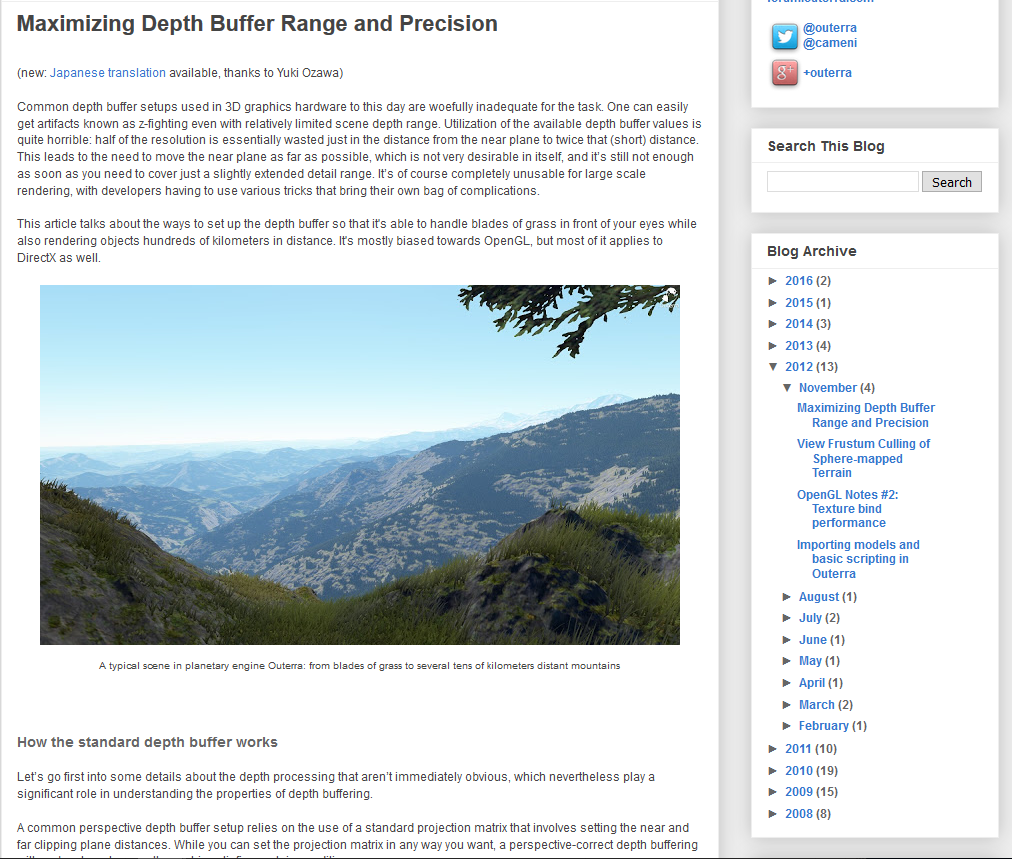 Maximizing Depth Buffer Range and Precision
(new: Japanese translation available, thanks to Yuki Ozawa)
Common depth buffer setups used in 3D graphics hardware to this day are woefully inadequate for the task. One can easily
get artifacts known as z-fighting even with relatively limited scene depth range. Utilization of the available depth buffer values is
quite horrible: half of the resolution is essentially wasted just in the distance from the near plane to twice that (short) distance.
This leads to the need to move the near plane as far as possible, which is not very desirable in itself, and it's still not enough
as soon as you need to cover just a slightly extended detail range. It's of course completely unusable for large scale
rendering, with developers having to use various tricks that bring their own bag of complications.
This article talks about the ways to set up the depth buffer so that it's able to handle blades of grass in front of your eyes while
also rendering objects hundreds of kilometers in distance. It's mostly biased towards OpenGL, but most of it applies to
DirectX as well.
A typical scene in planetary engine Outerra: from blades of grass to several tens of kilometers distant mountains
How the standard depth buffer works
Let's go first into some details about the depth processing that aren't immediately obvious, which nevertheless play a
significant role in understanding the properties of depth buffering.
A common perspective depth buffer setup relies on the use of a standard projection matrix that involves setting the near and
far clipping plane distances. While you can set the projection matrix in any way you want, a perspective-correct depth buffering
@outerra
@cameni
+outerra
Search This Blog
Search
Blog Archive
► 2016 (2)
► 2015 (1)
► 2014 (3)
► 2013 (4)
▼ 2012 (13)
▼ November (4)
Maximizing Depth Buffer
Range and Precision
View Frustum Culling of
Sphere-mapped
Terrain
OpenGL Notes #2:
Texture bind
performance
Importing models and
basic scripting in
Outerra
► August (1)
► July (2)
► June (1)
► May (1)
► April (1)
► March (2)
► February (1)
► 2011 (10)
► 2010 (19)
► 2009 (15)
► 2008 (8)